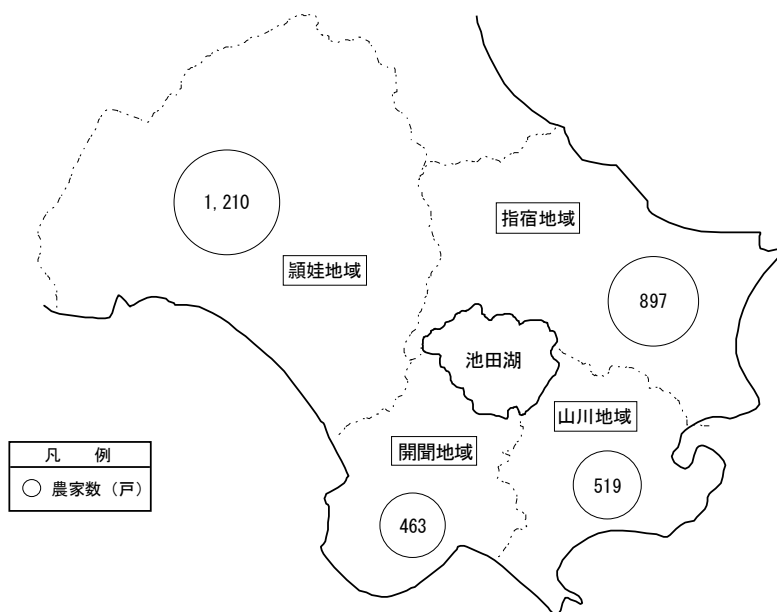 1,210
指宿地域
頴娃地域
897
池田湖
山川地域
開聞地域
凡　例
○ 農家数（戸）
519
463